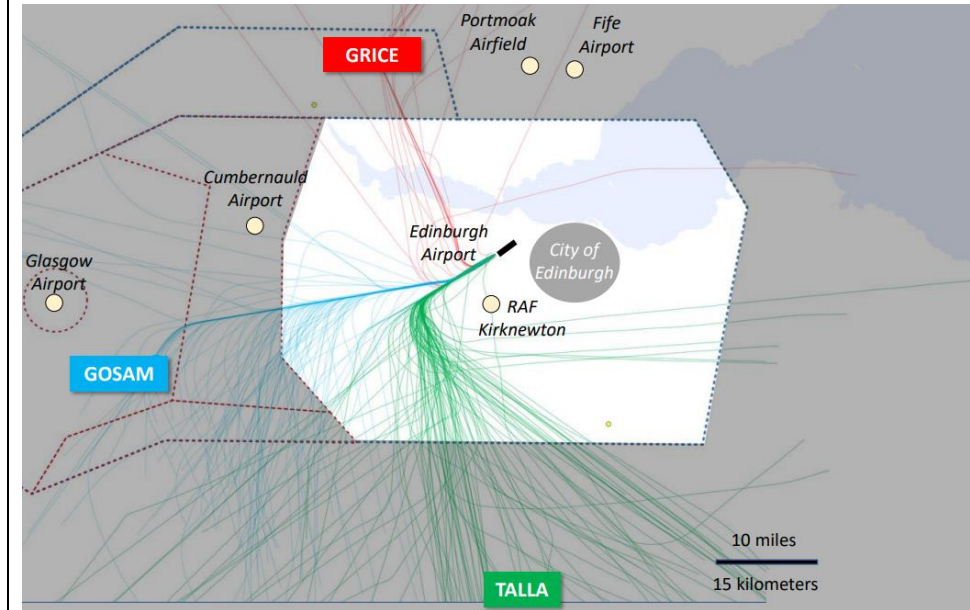 Portmoak
Airfield
Fife
Airport
GRICE
Cumbernauld
Airport
Edinburgh
Airport
City of
Edinburgh
Glasgow
Airport
RAF
Kirknewton
GOSAM
10 miles
15 kilometers
TALLA